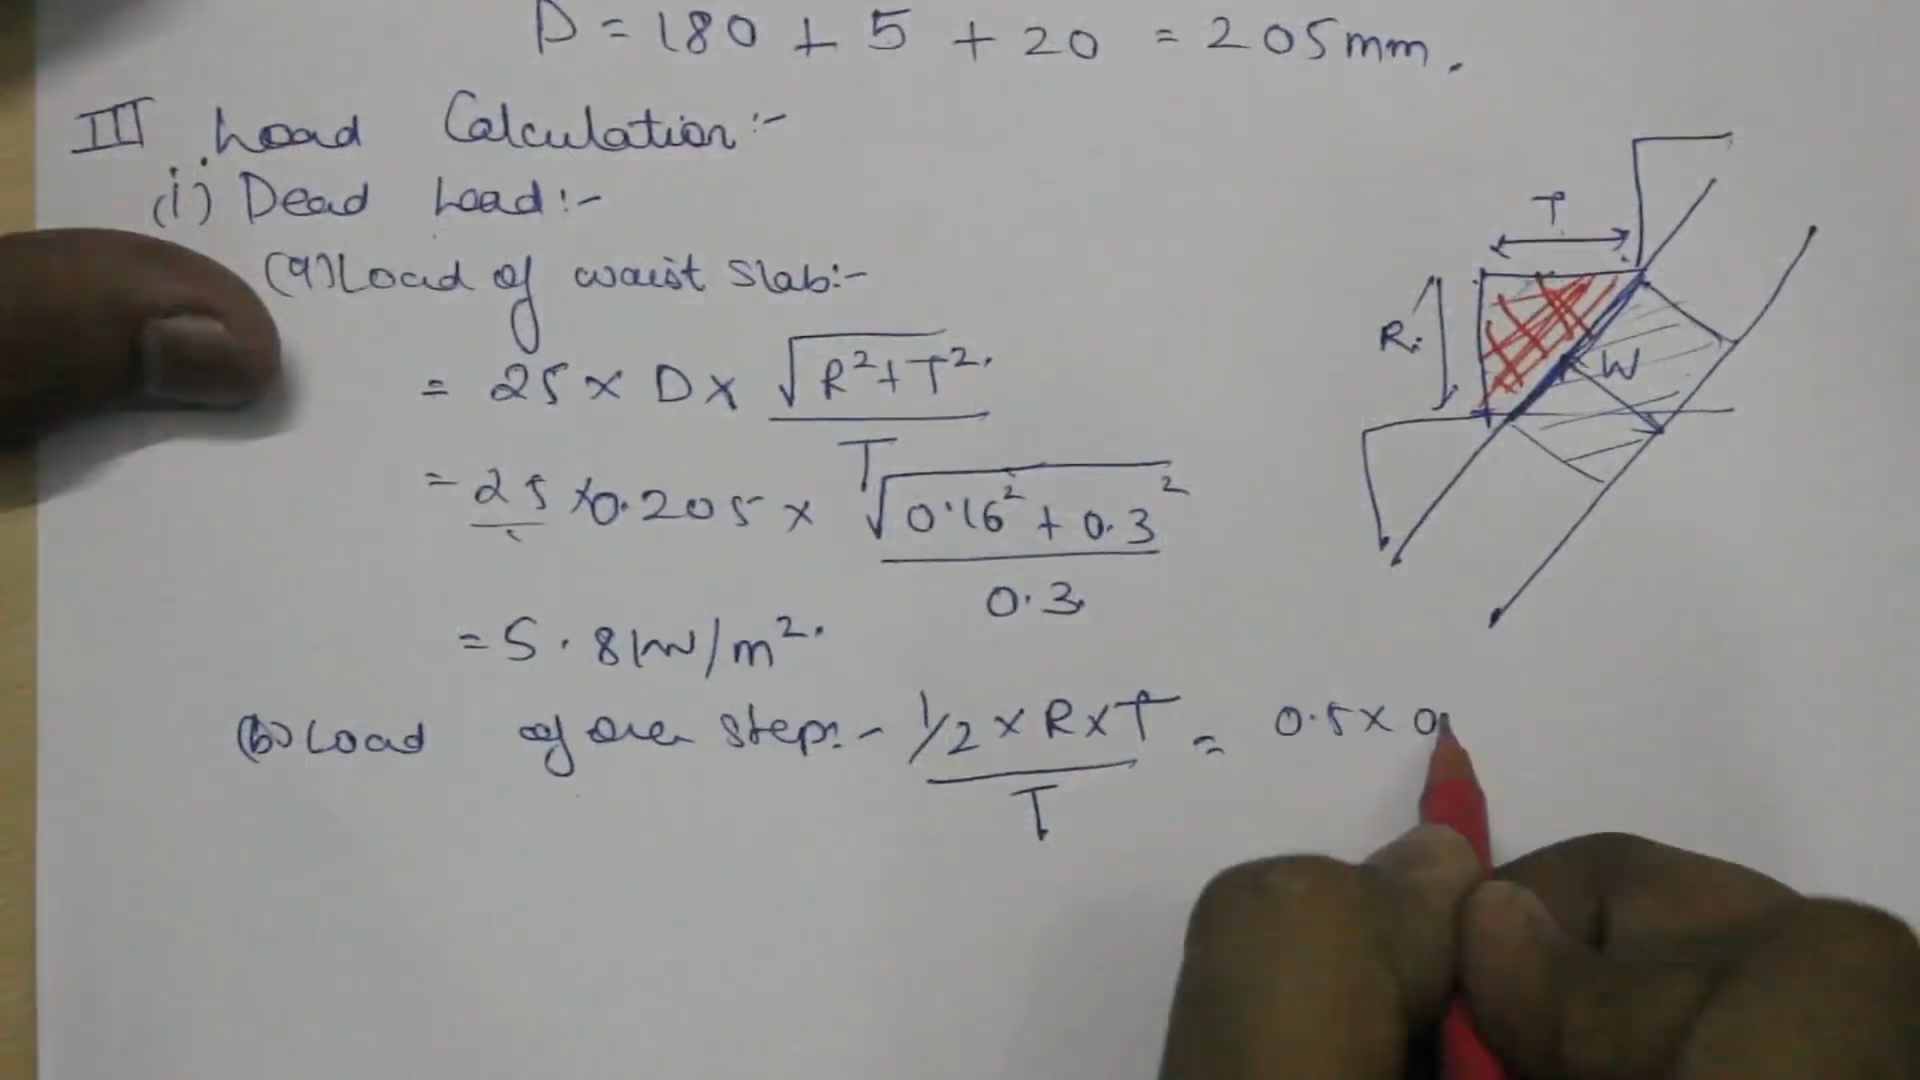 D = 180 + 5 + 20 = 205mm.
III Load Calculation:-
(i) Dead Load:-
(a) Load of waist slab:-
= 25 × D × √R²+T² / T
= 25 × 0.205 × √0.16² + 0.3² / 0.3
= 5.8 kN/m².
(b) Load of one step:- 1/2 × R × T / T = 0.5 × 0
T
R
W